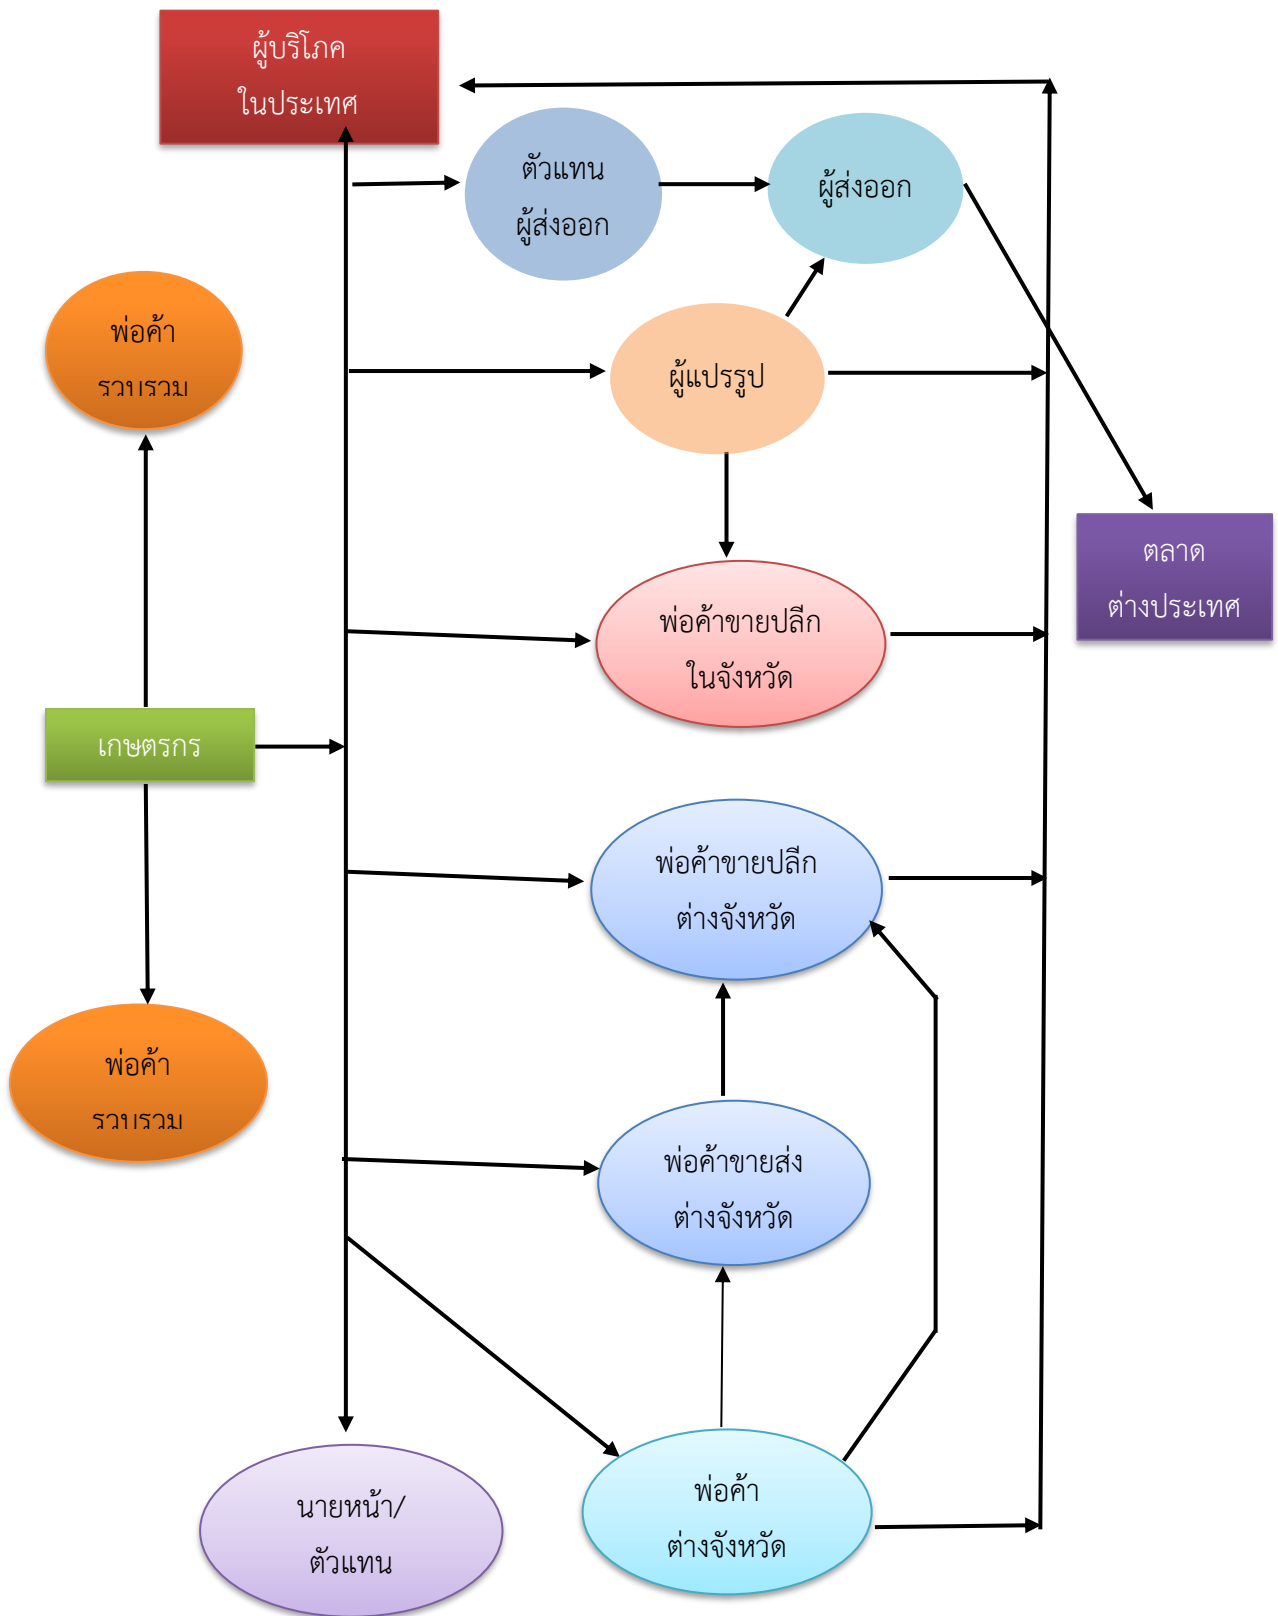 ผู้บริโภค
ในประเทศ
ตัวแทน
ผู้ส่งออก
ผู้ส่งออก
พ่อค้า
รวบรวม
ผู้แปรรูป
ตลาด
ต่างประเทศ
พ่อค้าขายปลีก
ในจังหวัด
เกษตรกร
พ่อค้าขายปลีก
ต่างจังหวัด
พ่อค้า
รวบรวม
พ่อค้าขายส่ง
ต่างจังหวัด
นายหน้า/
ตัวแทน
พ่อค้า
ต่างจังหวัด